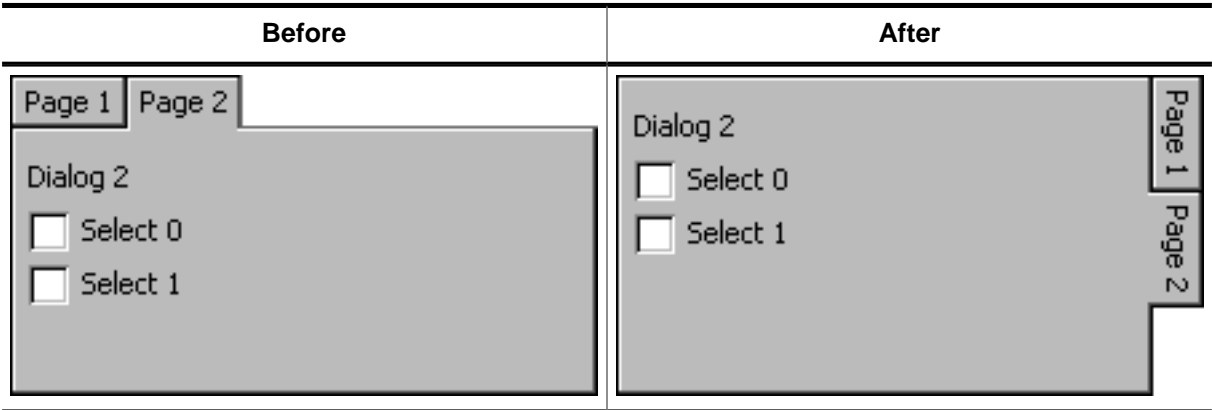 Before
After
Page 1
Page 2
Dialog 2
Select 0
Select 1
Dialog 2
Select 0
Select 1
Page 1
Page 2